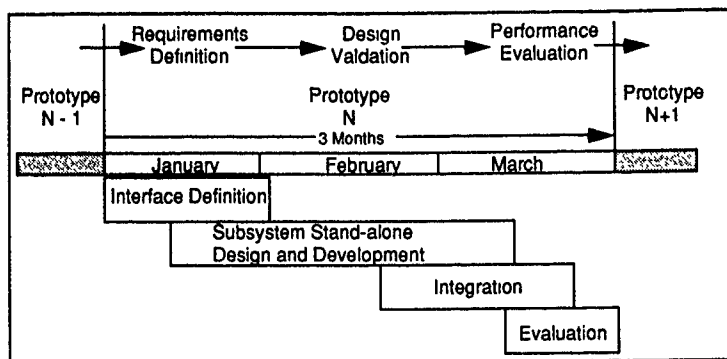 Requirements
Definition
Design
Valdation
Performance
Evaluation
Prototype
N - 1
Prototype
N
Prototcype
N+1
3 Months
January
February
March
Interface Definition
Subsystem Stand-alone
Design and Development
Integration
Evaluation